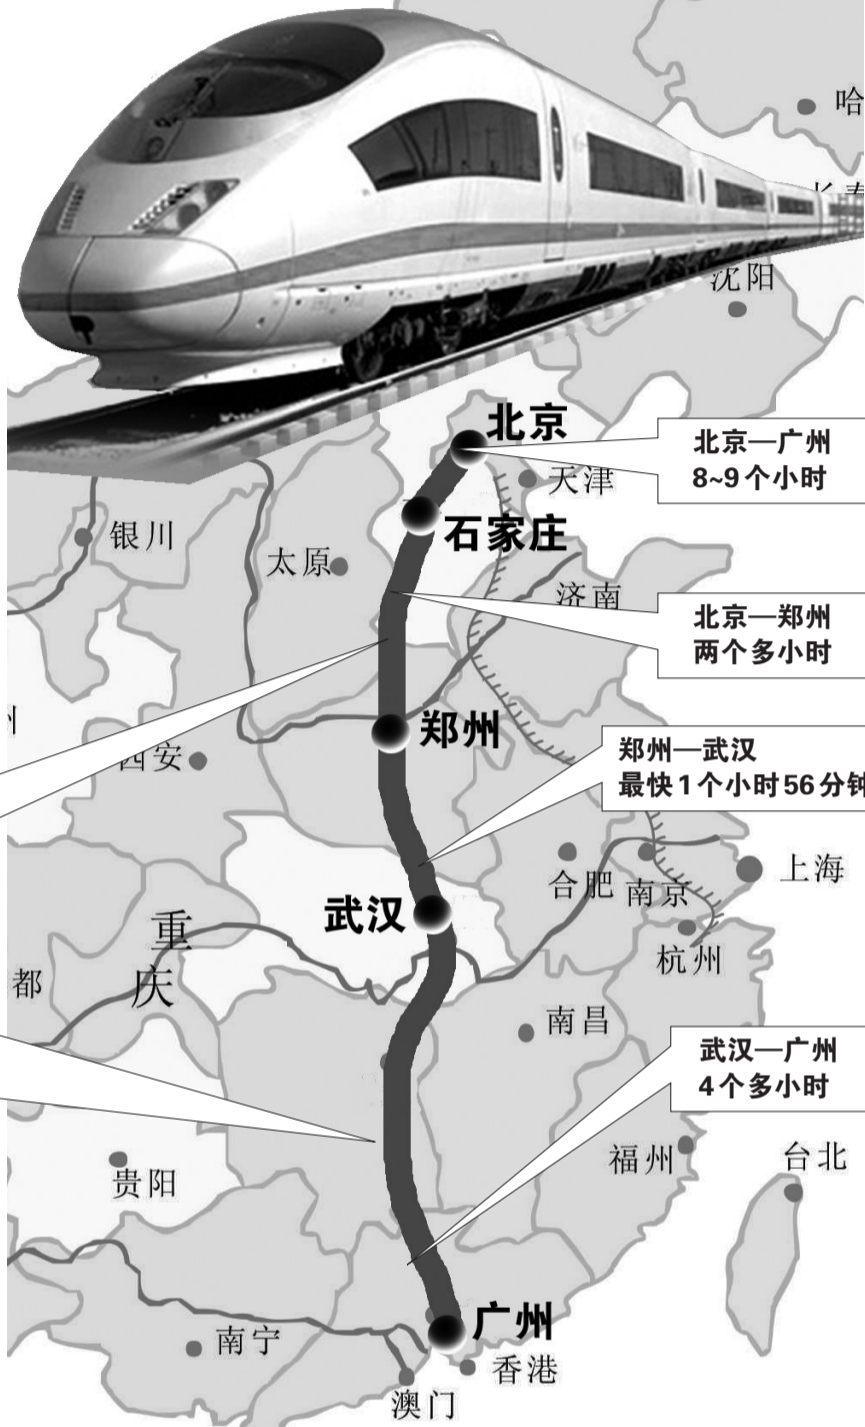 哈
沈阳
北京
北京—广州
8~9个小时
天津
银川
石家庄
太原
济南
北京—郑州
两个多小时
州
郑州
西安
郑州—武汉
最快1个小时56分钟
合肥
南京
上海
武汉
重
庆
杭州
都
南昌
武汉—广州
4个多小时
福州
台北
贵阳
广州
南宁
香港
澳门